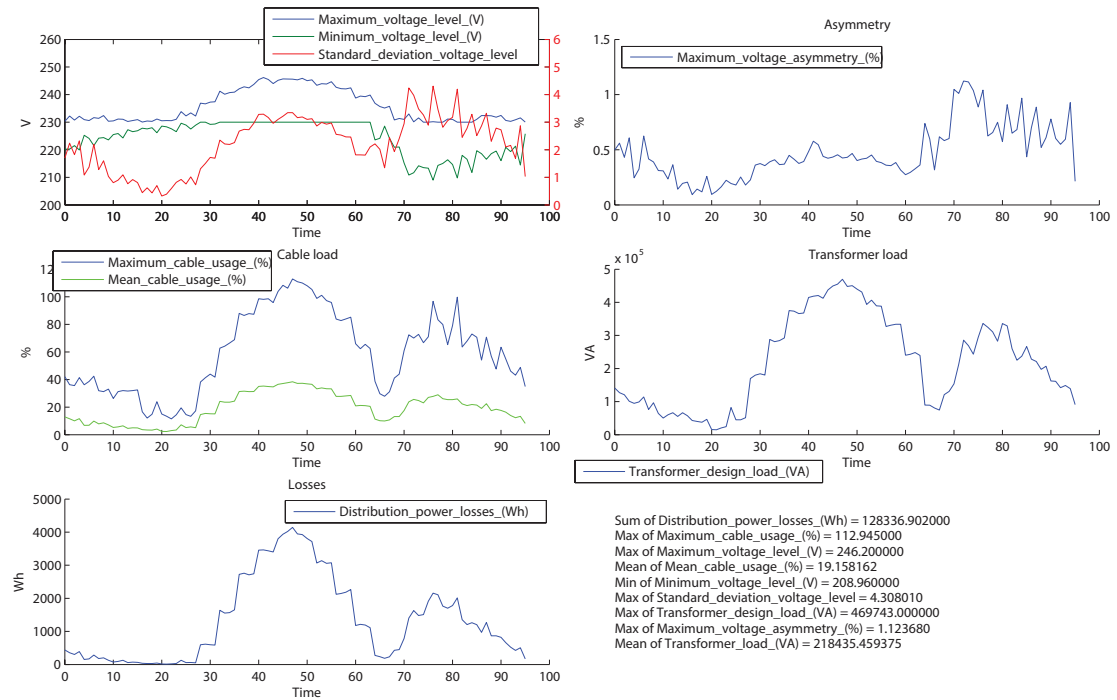 Maximum_voltage_level_(V)
Minimum_voltage_level_(V)
Standard_deviation_voltage_level
260
250
240
230
220
210
200
V
6
5
4
3
2
1
0
0 10 20 30 40 50 60 70 80 90 100
Time
Asymmetry
Maximum_voltage_asymmetry_(%)
1.5
1
0.5
0
%
0 10 20 30 40 50 60 70 80 90 100
Time
Cable load
Maximum_cable_usage_(%)
Mean_cable_usage_(%)
100
80
60
40
20
0
%
0 10 20 30 40 50 60 70 80 90 100
Time
Transformer load
x 10^5
5
4
3
2
1
0
VA
0 10 20 30 40 50 60 70 80 90 100
Time
Transformer_design_load_(VA)
Losses
Distribution_power_losses_(Wh)
5000
4000
3000
2000
1000
0
Wh
0 10 20 30 40 50 60 70 80 90 100
Time
Sum of Distribution_power_losses_(Wh) = 128336.902000
Max of Maximum_cable_usage_(%) = 112.945000
Max of Maximum_voltage_level_(V) = 246.200000
Mean of Mean_cable_usage_(%) = 19.158162
Min of Minimum_voltage_level_(V) = 208.960000
Max of Standard_deviation_voltage_level = 4.308010
Max of Transformer_design_load_(VA) = 469743.000000
Max of Maximum_voltage_asymmetry_(%) = 1.123680
Mean of Transformer_load_(VA) = 218435.459375